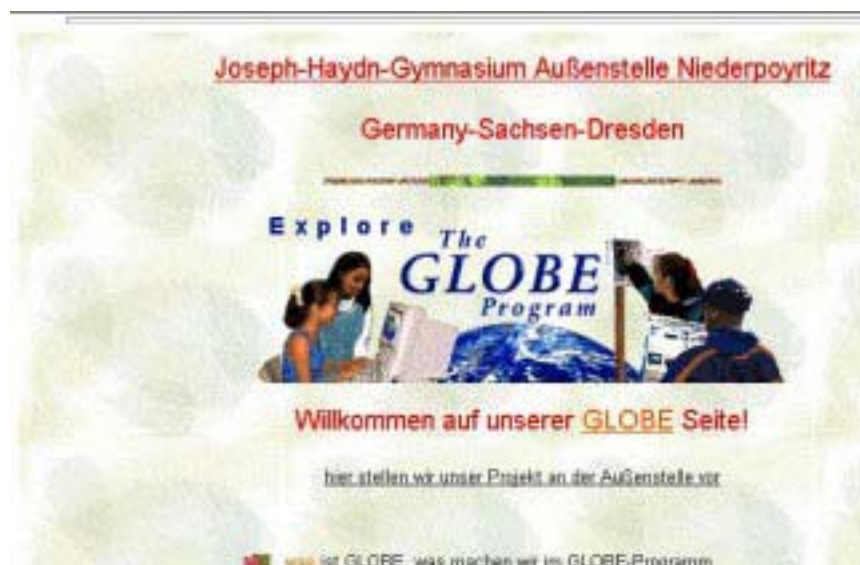 Joseph-Haydn-Gymnasium Außenstelle Niederpoyritz
Germany-Sachsen-Dresden
Explore
The
GLOBE
Program
Willkommen auf unserer GLOBE Seite!
hier stellen wir unser Projekt an der Außenstelle vor
was ist GLOBE, was machen wir im GLOBE-Programm